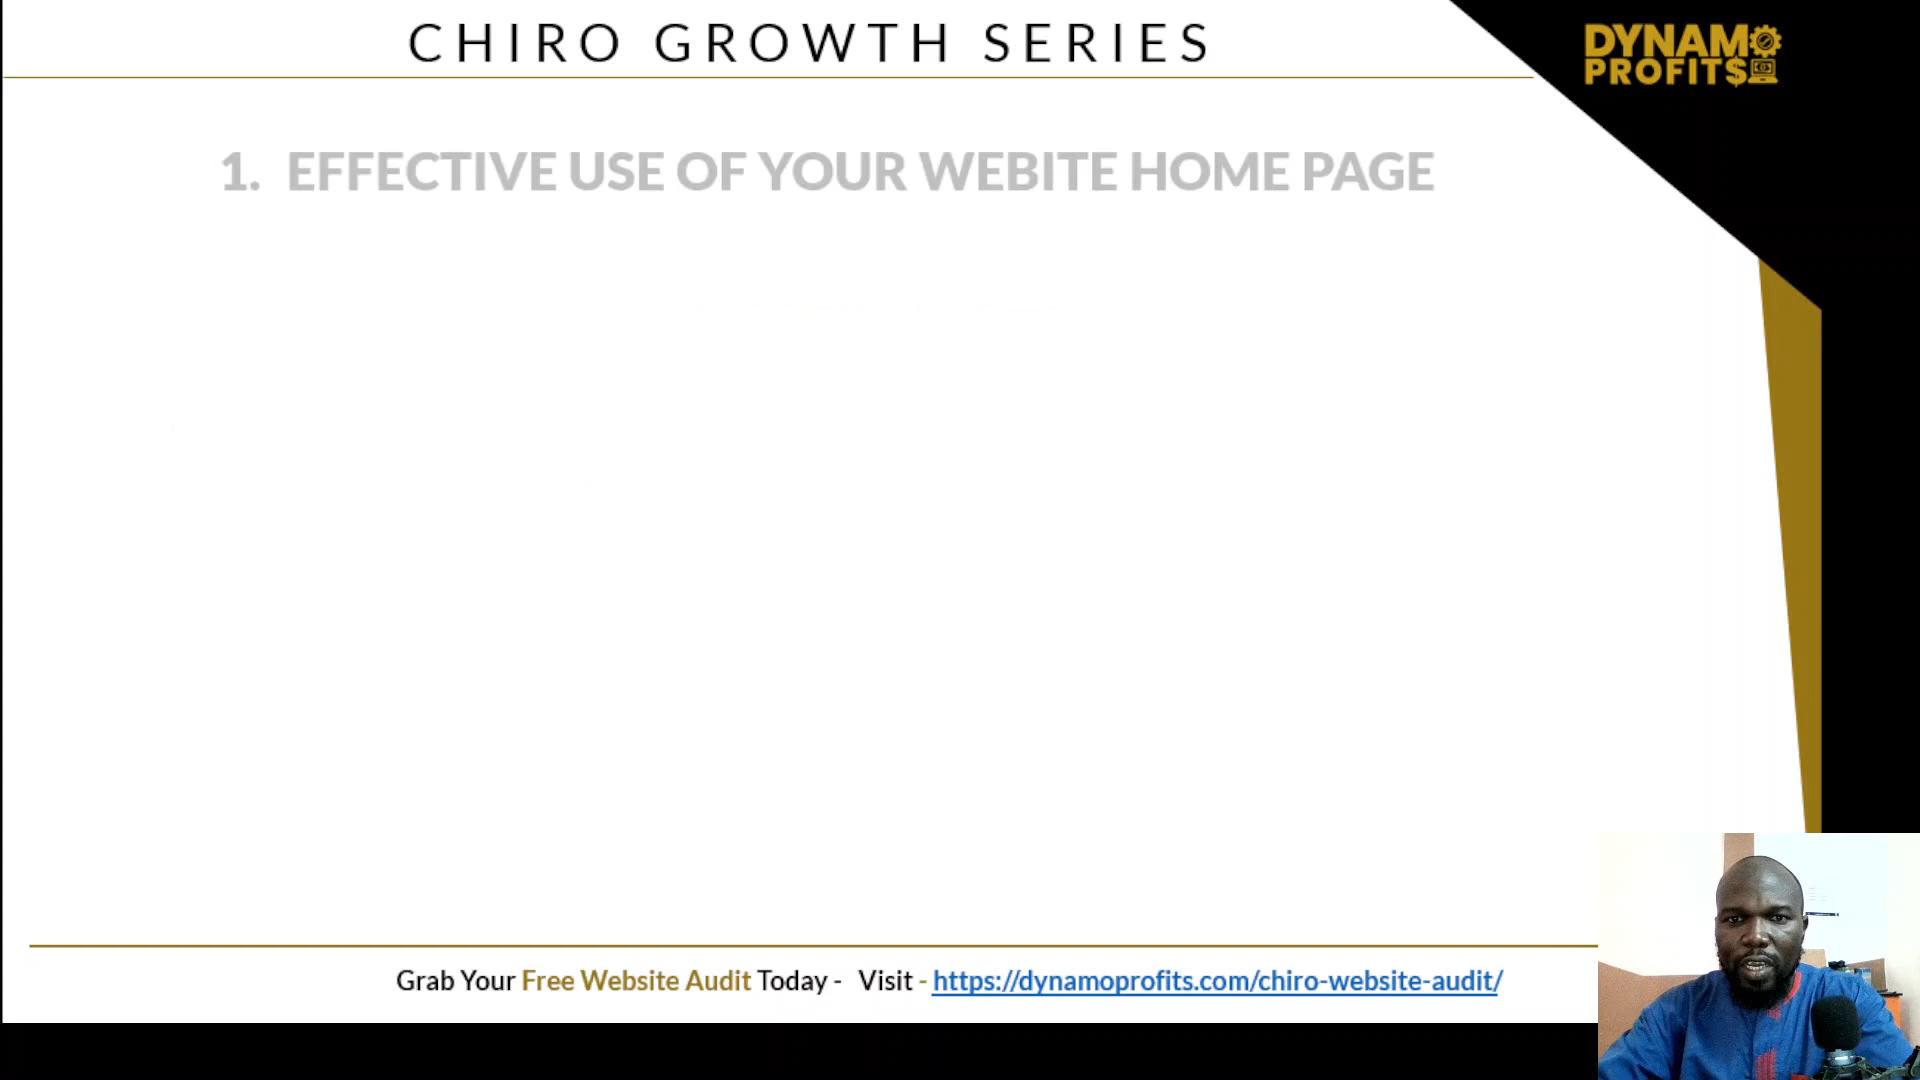 CHIRO GROWTH SERIES
DYNAMO
PROFIT$
1. EFFECTIVE USE OF YOUR WEBITE HOME PAGE
Grab Your Free Website Audit Today - Visit - https://dynamoprofits.com/chiro-website-audit/